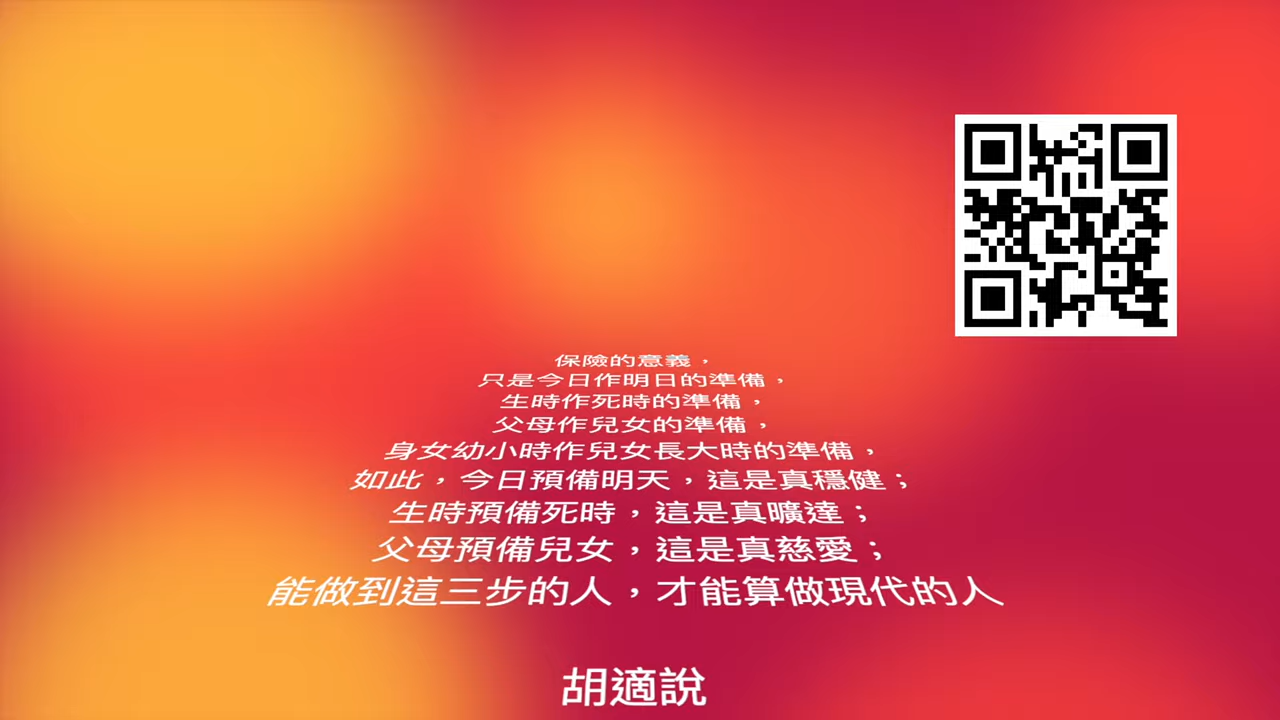 保險的意義，
只是今日作明日的準備，
生時作死時的準備，
父母作兒女的準備，
身女幼小時作兒女長大時的準備，
如此，今日預備明天，這是真穩健；
生時預備死時，這是真曠達；
父母預備兒女，這是真慈愛；
能做到這三步的人，才能算做現代的人
胡適說